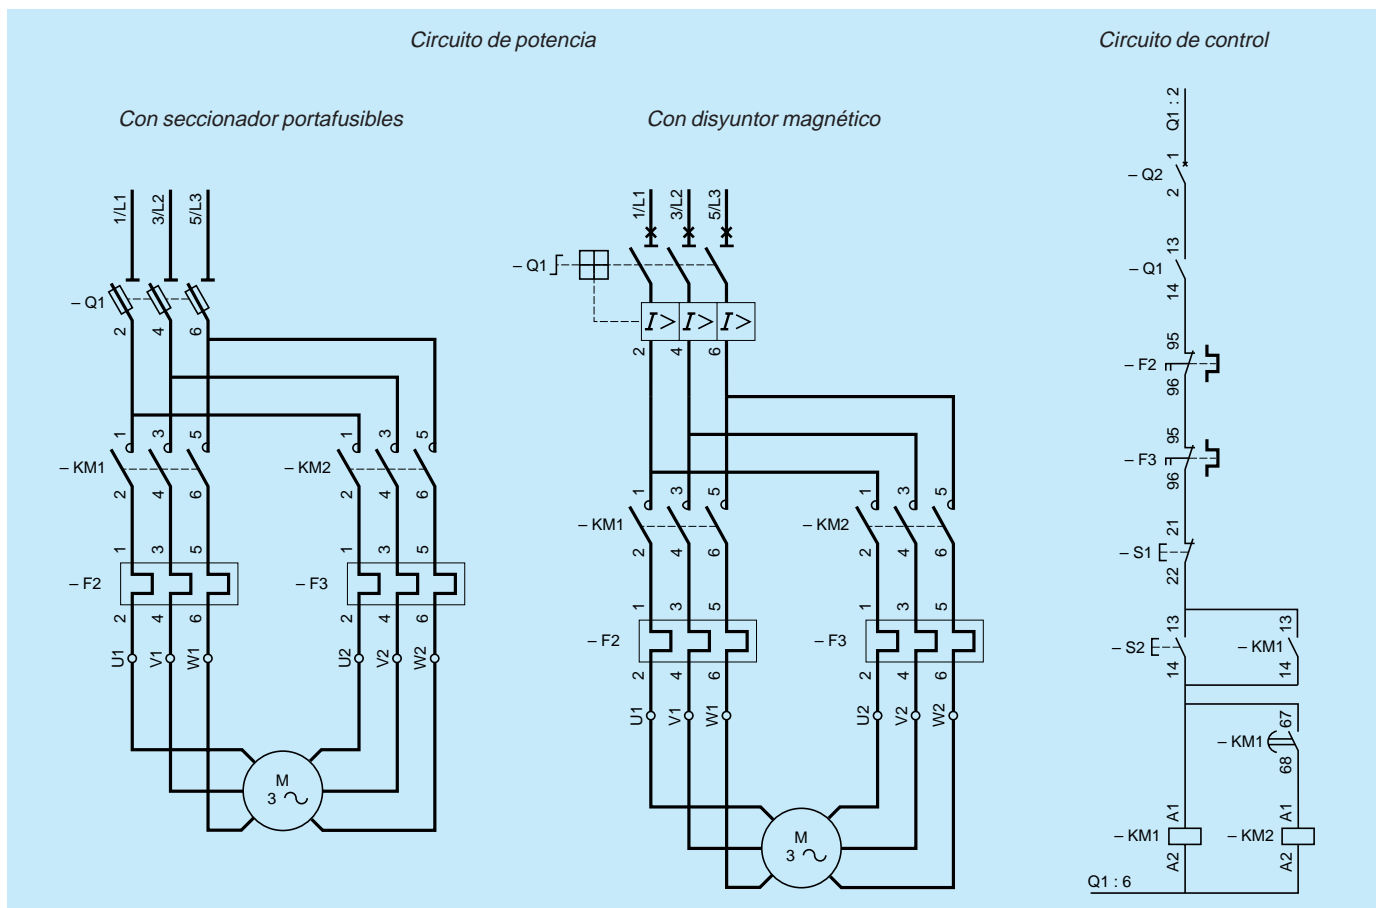 Circuito de potencia
Circuito de control
Con seccionador portafusibles
Con disyuntor magnético
1/L1 3/L2 5/L3
– Q1
2 4 6
1 3 5 1 3 5
– KM1 – KM2
2 4 6 2 4 6
1 3 5 1 3 5
– F2 – F3
2 4 6 2 4 6
U1 V1 W1 U2 V2 W2
M
3
1/L1 3/L2 5/L3
– Q1
I> I> I>
2 4 6
1 3 5 1 3 5
– KM1 – KM2
2 4 6 2 4 6
1 3 5 1 3 5
– F2 – F3
2 4 6 2 4 6
U1 V1 W1 U2 V2 W2
M
3
Q1 : 2
1
– Q2
2
13
– Q1
14
95
– F2
96
95
– F3
96
21
– S1
22
13 13
– S2 – KM1
14 14
67
– KM1
68
A1 A1
– KM1 – KM2
A2 A2
Q1 : 6